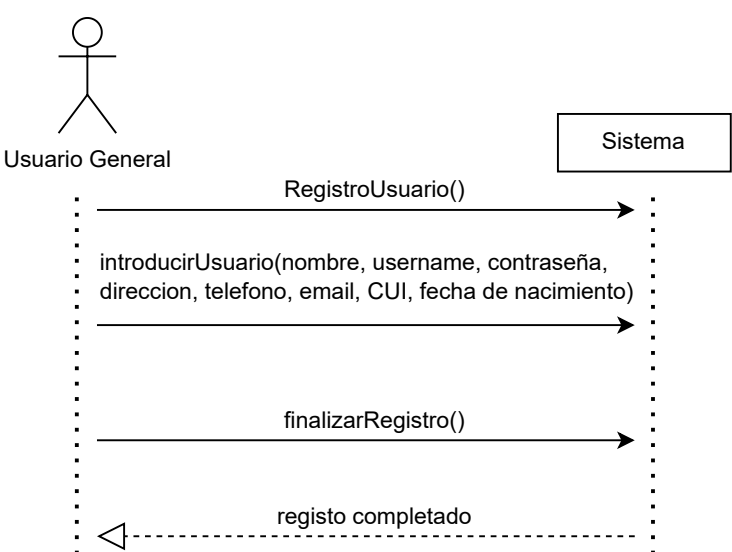 Usuario General
Sistema
RegistroUsuario()
introducirUsuario(nombre, username, contraseña,
direccion, telefono, email, CUI, fecha de nacimiento)
finalizarRegistro()
registo completado